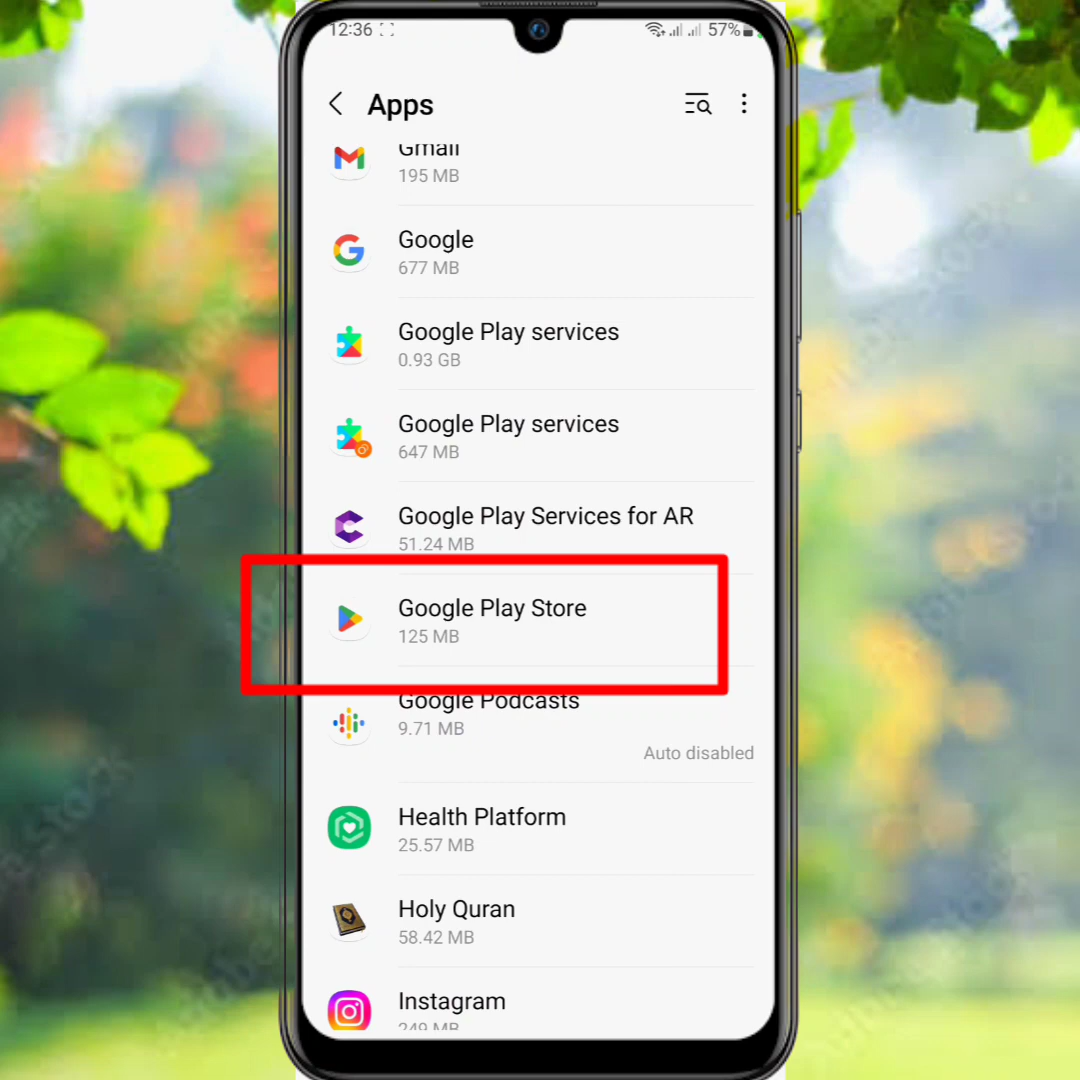 12:36
57%
Apps
Gmail
195 MB
Google
677 MB
Google Play services
0.93 GB
Google Play services
647 MB
Google Play Services for AR
51.24 MB
Google Play Store
125 MB
Google Podcasts
9.71 MB
Auto disabled
Health Platform
25.57 MB
Holy Quran
58.42 MB
Instagram
249 MB